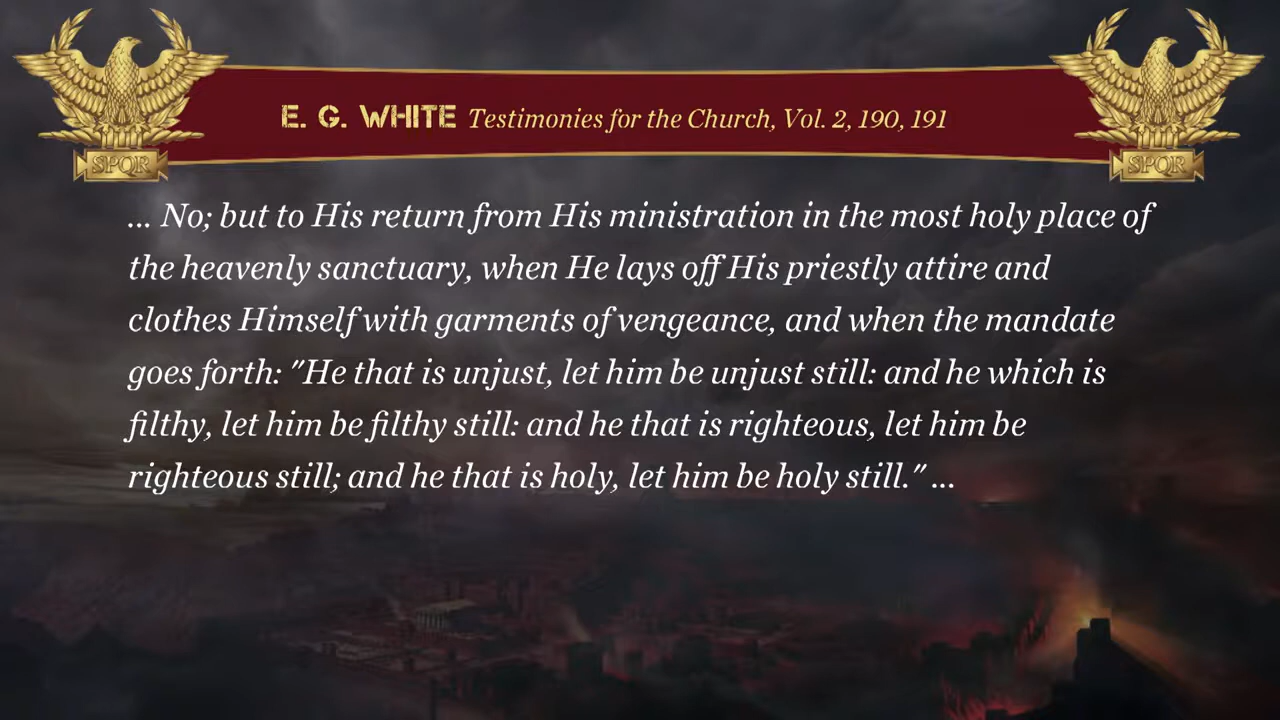 E. G. WHITE Testimonies for the Church, Vol. 2, 190, 191
SPQR
SPQR
... No; but to His return from His ministration in the most holy place of
the heavenly sanctuary, when He lays off His priestly attire and
clothes Himself with garments of vengeance, and when the mandate
goes forth: "He that is unjust, let him be unjust still: and he which is
filthy, let him be filthy still: and he that is righteous, let him be
righteous still; and he that is holy, let him be holy still." ...